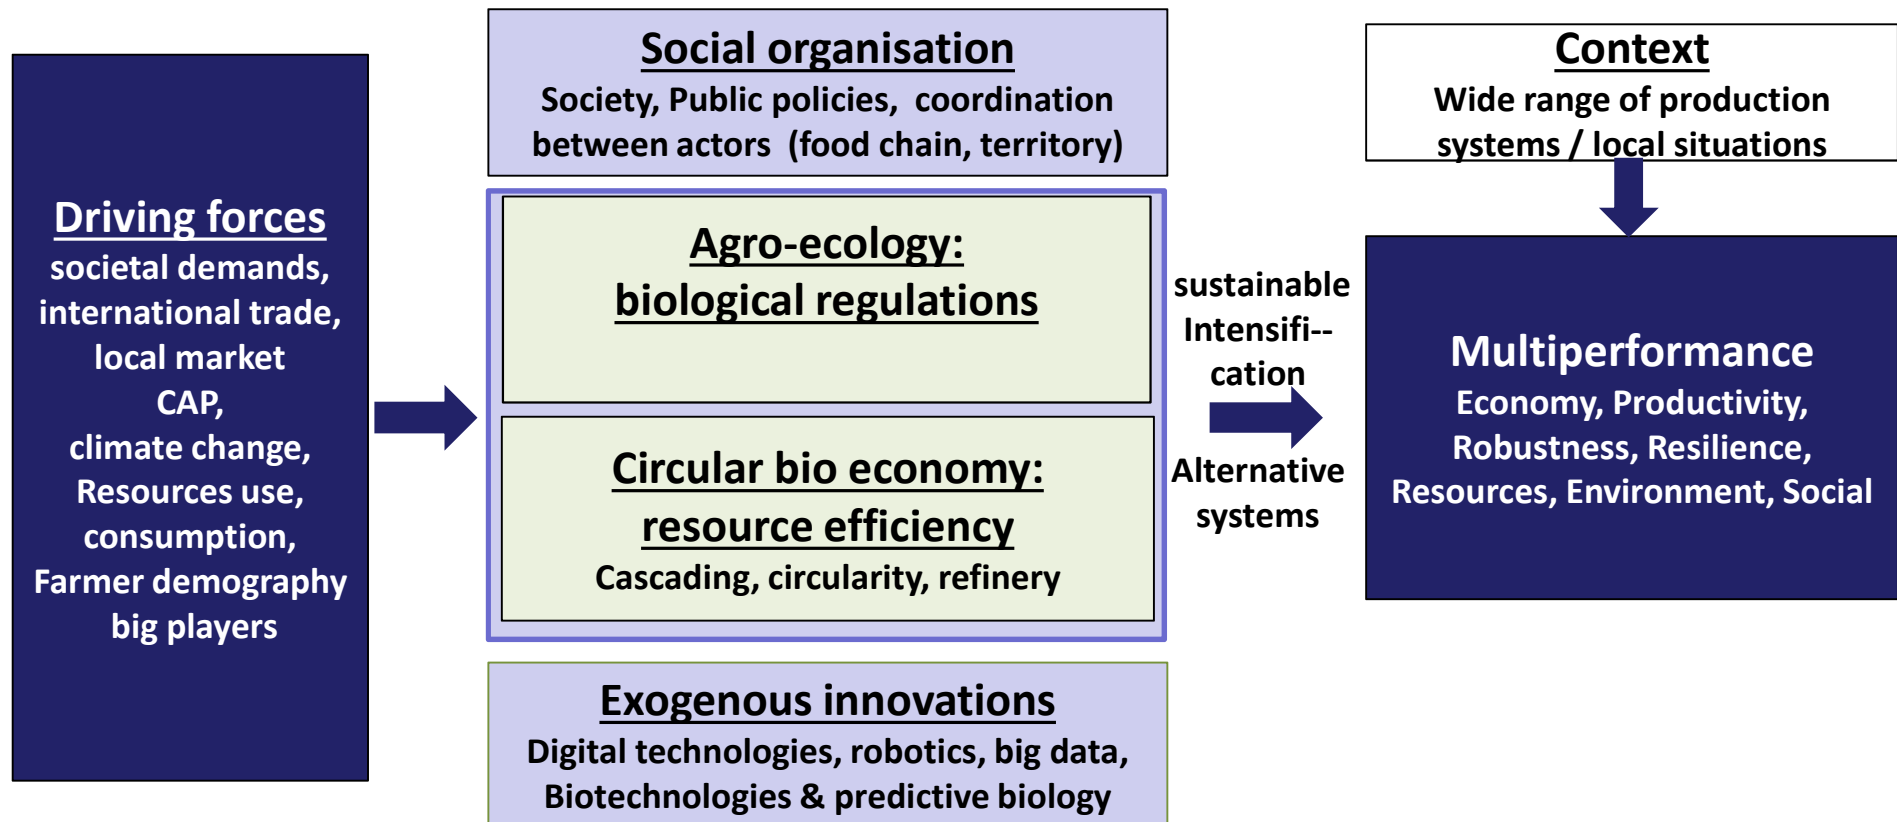 Driving forces
societal demands,
international trade,
local market
CAP,
climate change,
Resources use,
consumption,
Farmer demography
big players
Social organisation
Society, Public policies, coordination
between actors (food chain, territory)
Agro-ecology:
biological regulations
Circular bio economy:
resource efficiency
Cascading, circularity, refinery
Exogenous innovations
Digital technologies, robotics, big data,
Biotechnologies & predictive biology
sustainable
Intensifi--
cation
Alternative
systems
Context
Wide range of production
systems / local situations
Multiperformance
Economy, Productivity,
Robustness, Resilience,
Resources, Environment, Social